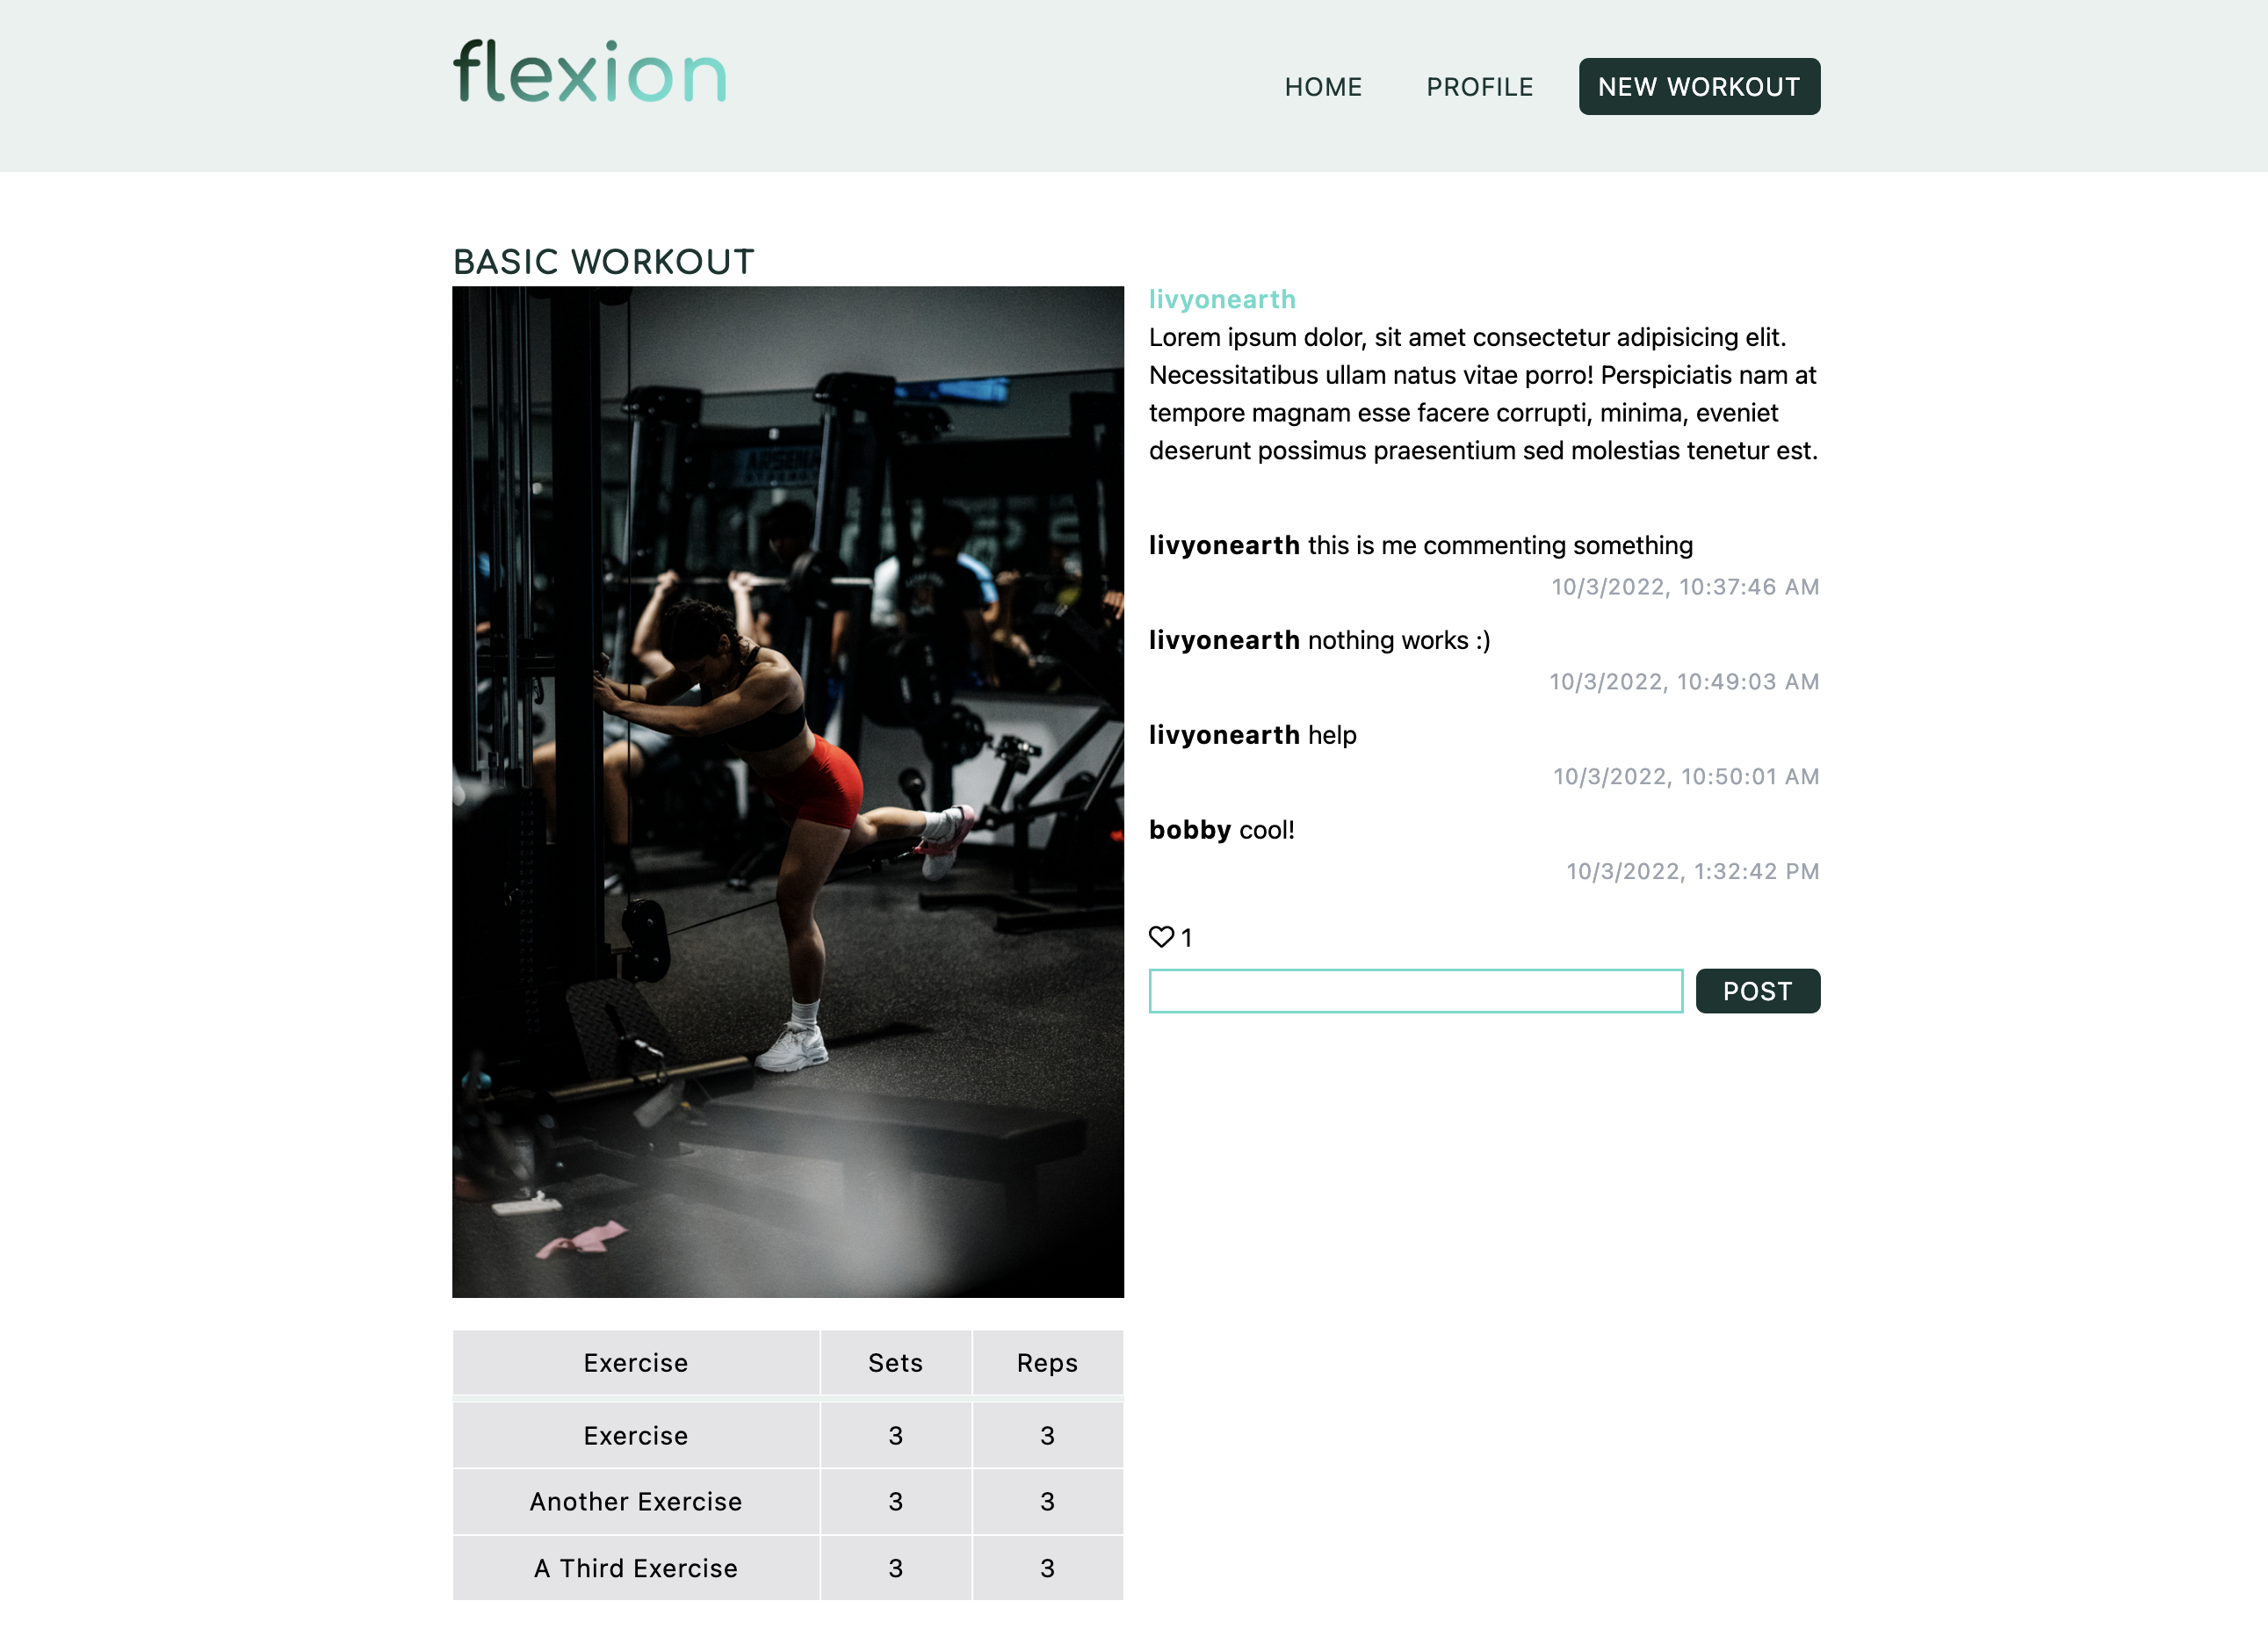 flexion
HOME PROFILE NEW WORKOUT
BASIC WORKOUT
livyonearth
Lorem ipsum dolor, sit amet consectetur adipisicing elit.
Necessitatibus ullam natus vitae porro! Perspiciatis nam at
tempore magnam esse facere corrupti, minima, eveniet
deserunt possimus praesentium sed molestias tenetur est.
livyonearth this is me commenting something
10/3/2022, 10:37:46 AM
livyonearth nothing works :)
10/3/2022, 10:49:03 AM
livyonearth help
10/3/2022, 10:50:01 AM
bobby cool!
10/3/2022, 1:32:42 PM
1
POST
Exercise Sets Reps
Exercise 3 3
Another Exercise 3 3
A Third Exercise 3 3